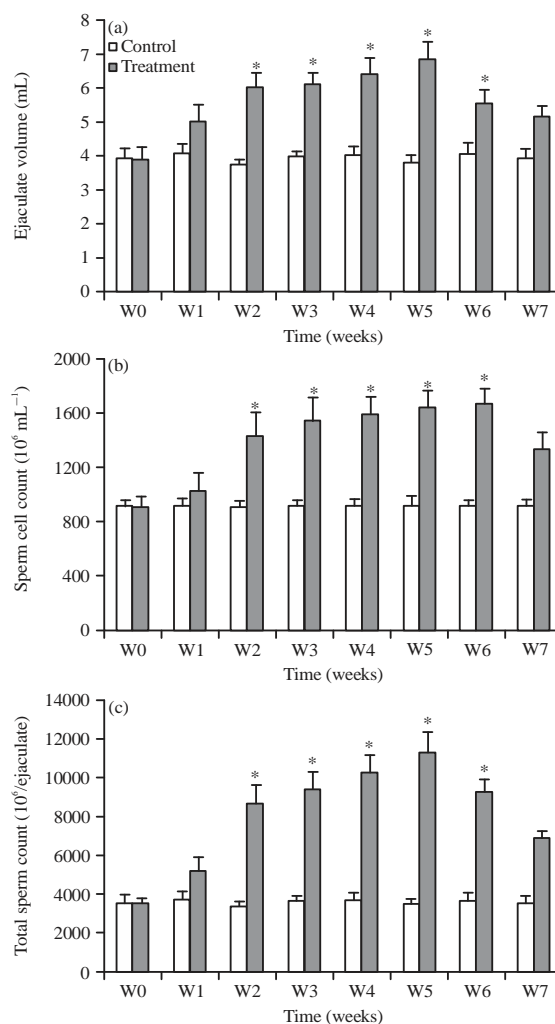 (a)
Control
Treatment
Ejaculate volume (mL)
8
7
6
5
4
3
2
1
0
* * * * *
W0 W1 W2 W3 W4 W5 W6 W7
Time (weeks)
(b)
Sperm cell count (10⁶ mL⁻¹)
2000
1600
1200
800
400
0
* * * * *
W0 W1 W2 W3 W4 W5 W6 W7
Time (weeks)
(c)
Total sperm count (10⁶/ejaculate)
14000
12000
10000
8000
6000
4000
2000
0
* * * * *
W0 W1 W2 W3 W4 W5 W6 W7
Time (weeks)